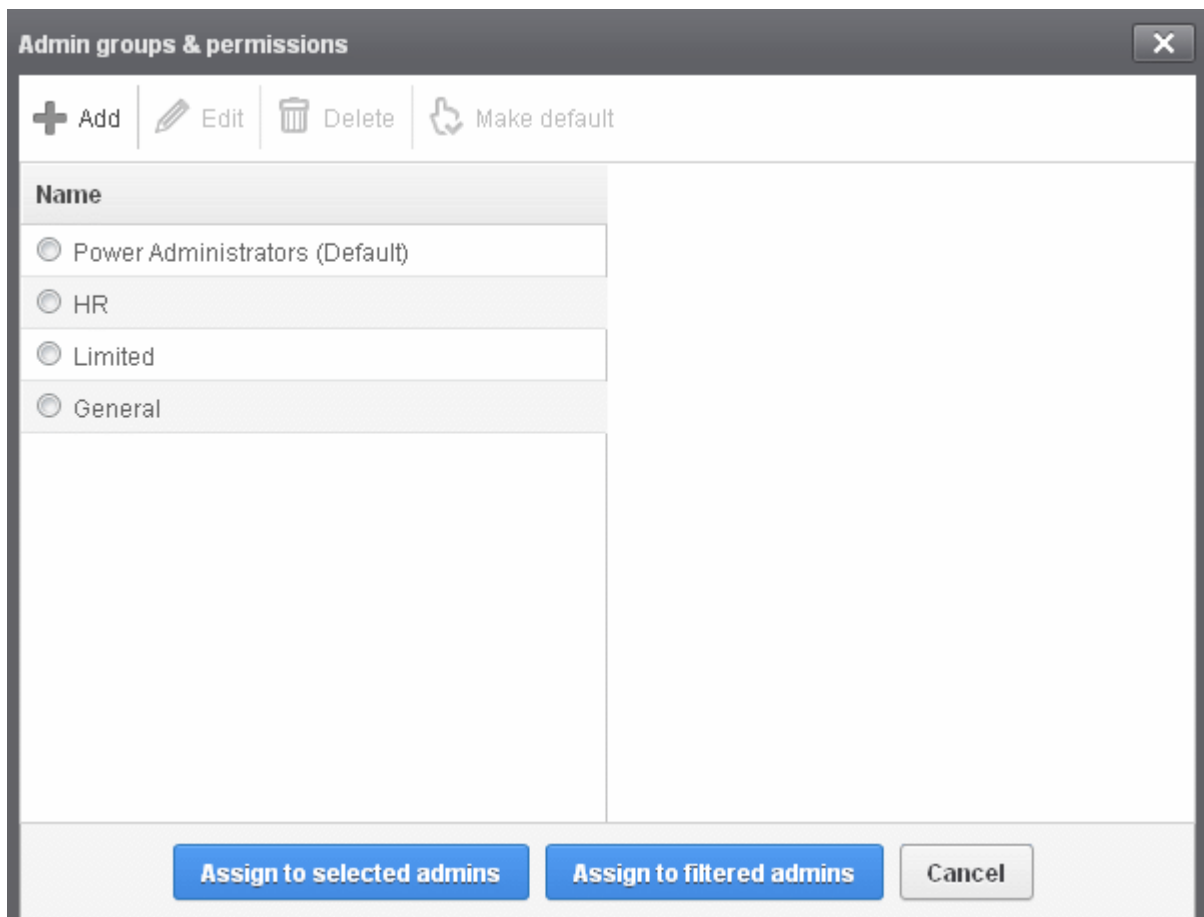 Admin groups & permissions
Add Edit Delete Make default
Name
Power Administrators (Default)
HR
Limited
General
Assign to selected admins Assign to filtered admins Cancel